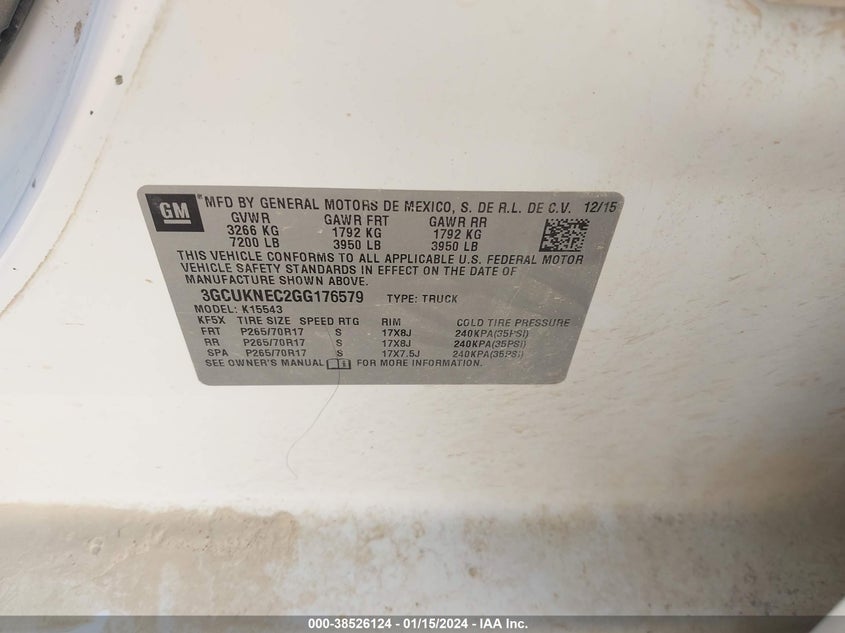 GM MFD BY GENERAL MOTORS DE MEXICO, S. DE R.L. DE C.V. 12/15
GVWR GAWR FRT GAWR RR
3266 KG 1792 KG 1792 KG
7200 LB 3950 LB 3950 LB
THIS VEHICLE CONFORMS TO ALL APPLICABLE U.S. FEDERAL MOTOR
VEHICLE SAFETY STANDARDS IN EFFECT ON THE DATE OF
MANUFACTURE SHOWN ABOVE.
3GCUKNEC2GG176579 TYPE: TRUCK
MODEL: K15543
KF5X TIRE SIZE SPEED RTG RIM COLD TIRE PRESSURE
FRT P265/70R17 S 17X8J 240KPA(35PSI)
RR P265/70R17 S 17X8J 240KPA(35PSI)
SPA P265/70R17 S 17X7.5J 240KPA(35PSI)
SEE OWNER'S MANUAL FOR MORE INFORMATION.
000-38526124 - 01/15/2024 - IAA Inc.